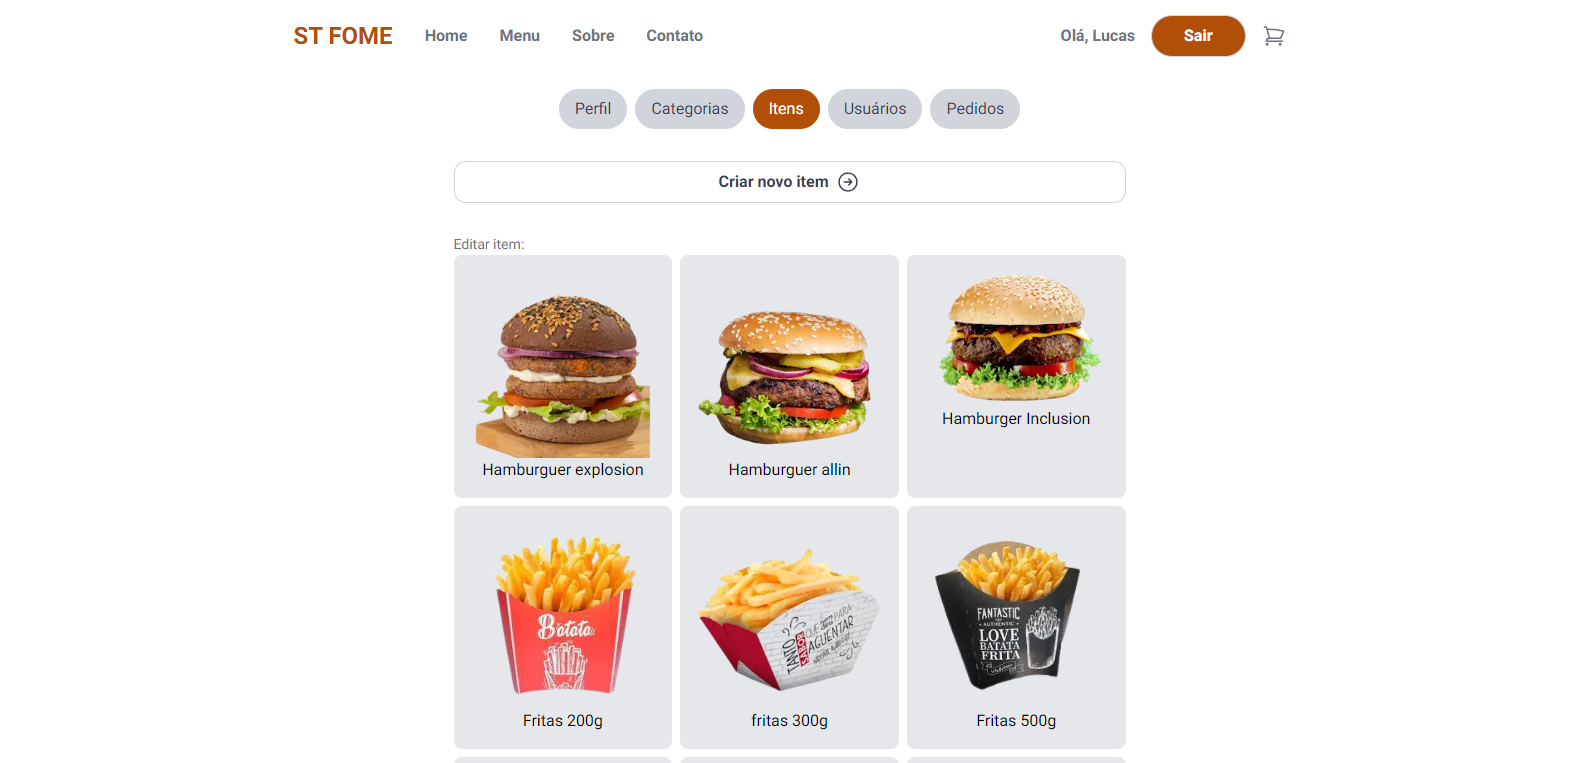 ST FOME
Home
Menu
Sobre
Contato
Olá, Lucas
Sair
Perfil
Categorias
Itens
Usuários
Pedidos
Criar novo item
Editar item:
Hamburguer explosion
Hamburguer allin
Hamburger Inclusion
Batata
TANTO
SABOR
QUE
PARA
AGUENTAR
FANTASTIC
AUTHENTIC
LOVE
BATATA
FRITA
Fritas 200g
fritas 300g
Fritas 500g